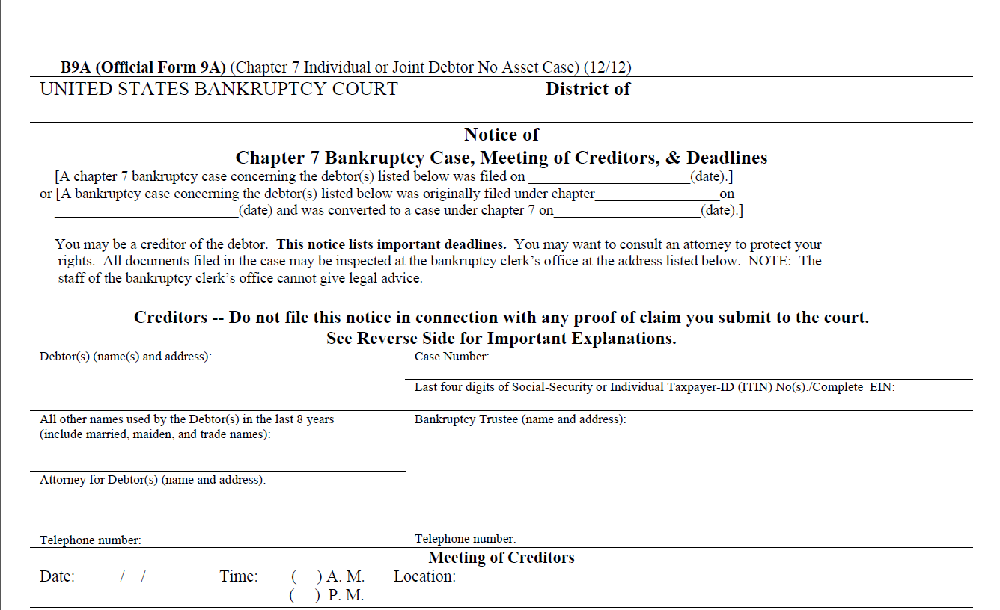 B9A (Official Form 9A) (Chapter 7 Individual or Joint Debtor No Asset Case) (12/12)
UNITED STATES BANKRUPTCY COURT_______________District of_________________________
Notice of
Chapter 7 Bankruptcy Case, Meeting of Creditors, & Deadlines
[A chapter 7 bankruptcy case concerning the debtor(s) listed below was filed on _____________________(date).]
or [A bankruptcy case concerning the debtor(s) listed below was originally filed under chapter________________on
________________________(date) and was converted to a case under chapter 7 on___________________(date).]
You may be a creditor of the debtor. This notice lists important deadlines. You may want to consult an attorney to protect your
rights. All documents filed in the case may be inspected at the bankruptcy clerk’s office at the address listed below. NOTE: The
staff of the bankruptcy clerk’s office cannot give legal advice.
Creditors -- Do not file this notice in connection with any proof of claim you submit to the court.
See Reverse Side for Important Explanations.
Debtor(s) (name(s) and address):
Case Number:
Last four digits of Social-Security or Individual Taxpayer-ID (ITIN) No(s)./Complete EIN:
All other names used by the Debtor(s) in the last 8 years
(include married, maiden, and trade names):
Bankruptcy Trustee (name and address):
Attorney for Debtor(s) (name and address):
Telephone number:
Telephone number:
Meeting of Creditors
Date: / / Time: ( ) A. M. Location:
( ) P. M.